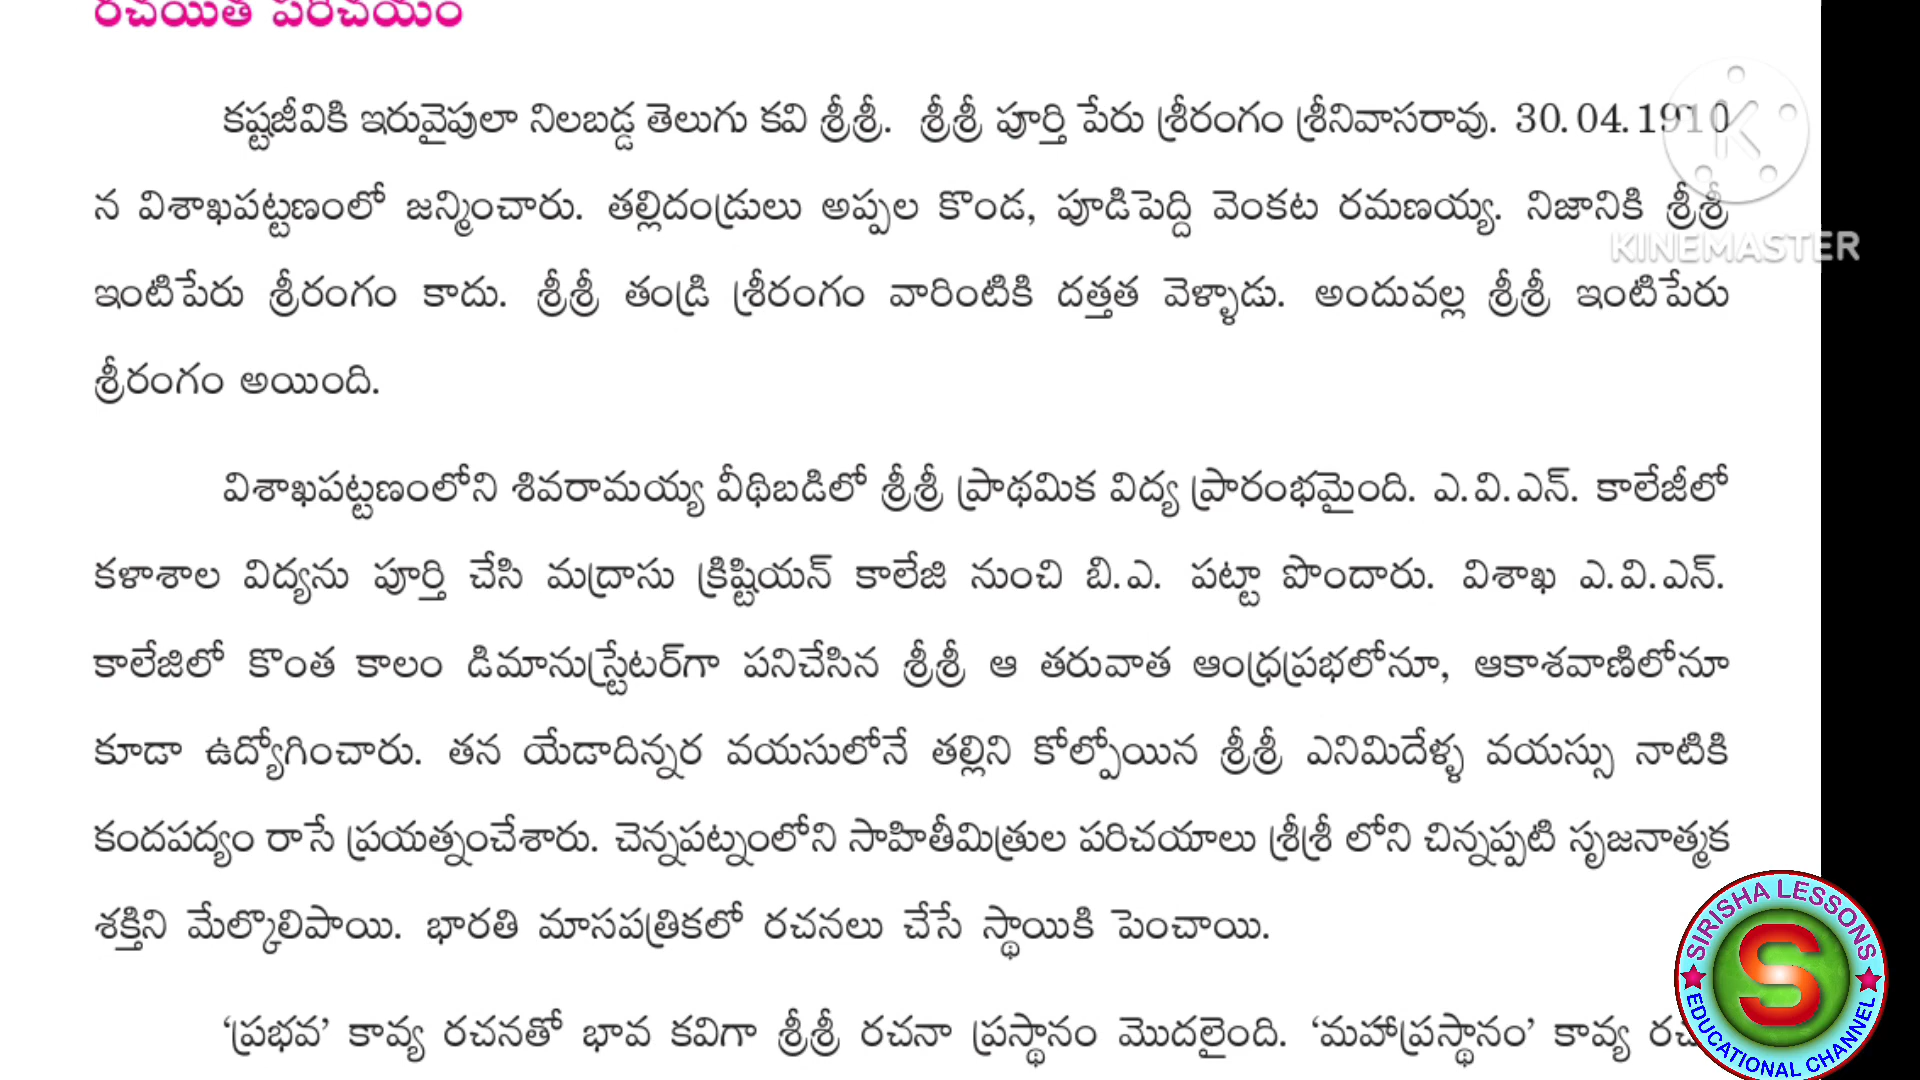 రచయిత పరిచయం
కష్టజీవికి ఇరువైపులా నిలబడ్డ తెలుగు కవి శ్రీశ్రీ. శ్రీశ్రీ పూర్తి పేరు శ్రీరంగం శ్రీనివాసరావు. 30.04.1910
న విశాఖపట్టణంలో జన్మించారు. తల్లిదండ్రులు అప్పల కొండ, పూడిపెద్ది వెంకట రమణయ్య. నిజానికి శ్రీశ్రీ
KINEMASTER
ఇంటిపేరు శ్రీరంగం కాదు. శ్రీశ్రీ తండ్రి శ్రీరంగం వారింటికి దత్తత వెళ్ళాడు. అందువల్ల శ్రీశ్రీ ఇంటిపేరు
శ్రీరంగం అయింది.
విశాఖపట్టణంలోని శివరామయ్య వీథిబడిలో శ్రీశ్రీ ప్రాథమిక విద్య ప్రారంభమైంది. ఎ.వి.ఎన్. కాలేజీలో
కళాశాల విద్యను పూర్తి చేసి మద్రాసు క్రిష్టియన్ కాలేజి నుంచి బి.ఎ. పట్టా పొందారు. విశాఖ ఎ.వి.ఎన్.
కాలేజిలో కొంత కాలం డిమానుస్ట్రేటర్‌గా పనిచేసిన శ్రీశ్రీ ఆ తరువాత ఆంధ్రప్రభలోనూ, ఆకాశవాణిలోనూ
కూడా ఉద్యోగించారు. తన యేడాదిన్నర వయసులోనే తల్లిని కోల్పోయిన శ్రీశ్రీ ఎనిమిదేళ్ళ వయస్సు నాటికి
కందపద్యం రాసే ప్రయత్నంచేశారు. చెన్నపట్నంలోని సాహితీమిత్రుల పరిచయాలు శ్రీశ్రీ లోని చిన్నప్పటి సృజనాత్మక
శక్తిని మేల్కొలిపాయి. భారతి మాసపత్రికలో రచనలు చేసే స్థాయికి పెంచాయి.
‘ప్రభవ’ కావ్య రచనతో భావ కవిగా శ్రీశ్రీ రచనా ప్రస్థానం మొదలైంది. ‘మహాప్రస్థానం’ కావ్య
SIRISHA LESSONS
S
EDUCATIONAL CHANNEL